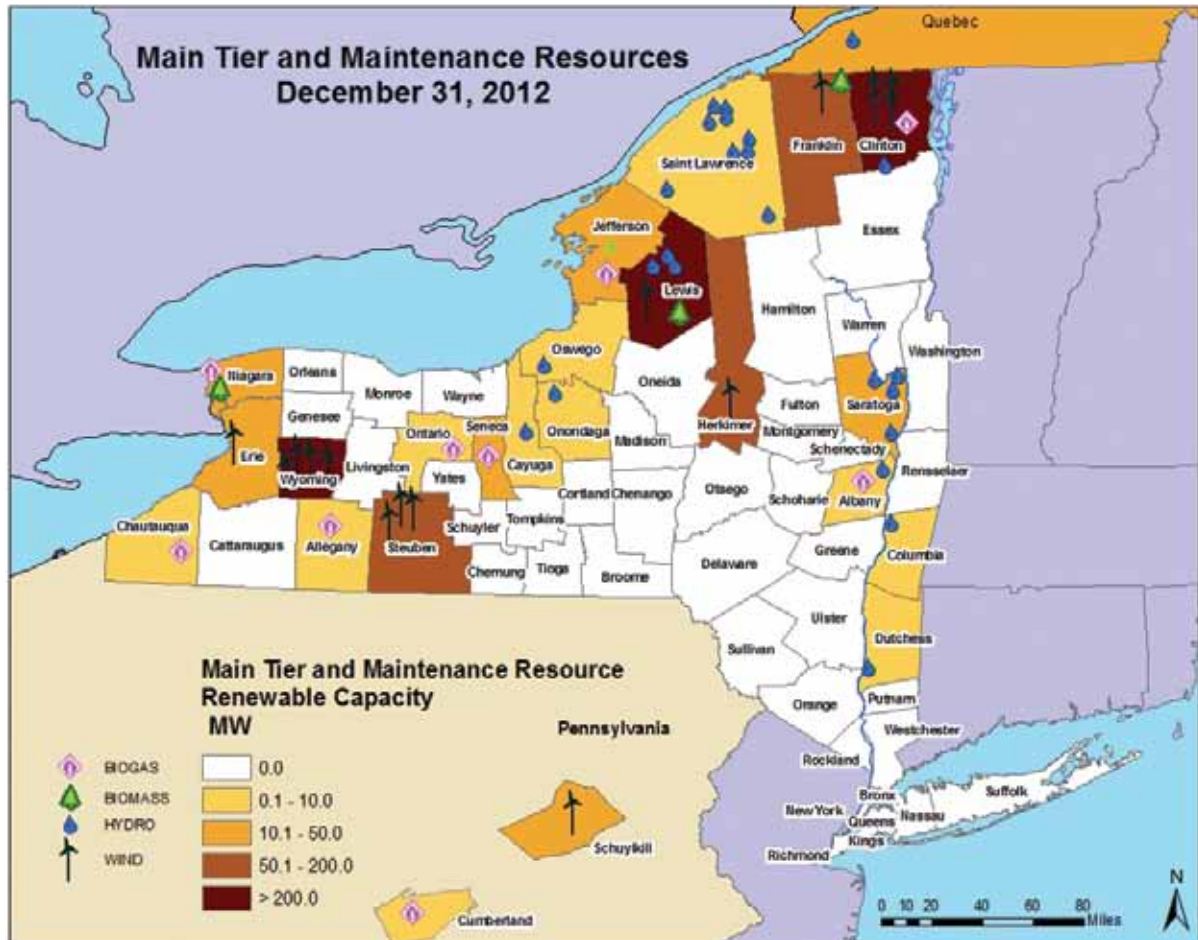 Quebec
Main Tier and Maintenance Resources
December 31, 2012
Franklin
Clinton
Saint Lawrence
Essex
Jefferson
Lewis
Hamilton
Warren
Washington
Oswego
Oneida
Niagara
Orleans
Monroe
Wayne
Genesee
Fulton
Saratoga
Herkimer
Montgomery
Seneca
Ontario
Onondaga
Madison
Schenectady
Erie
Wyoming
Livingston
Cayuga
Yates
Rensselaer
Albany
Schoharie
Otsego
Cortland
Chenango
Chautauqua
Cattaraugus
Allegany
Steuben
Schuyler
Tompkins
Greene
Columbia
Chemung
Tioga
Broome
Delaware
Ulster
Dutchess
Sullivan
Putnam
Orange
Westchester
Rockland
Bronx
New York
Queens
Nassau
Suffolk
Kings
Richmond
Main Tier and Maintenance Resource
Renewable Capacity
MW
BIOGAS
BIOMASS
HYDRO
WIND
0.0
0.1 - 10.0
10.1 - 50.0
50.1 - 200.0
> 200.0
Pennsylvania
Schuylkill
Cumberland
N
0 10 20 40 60 80
Miles